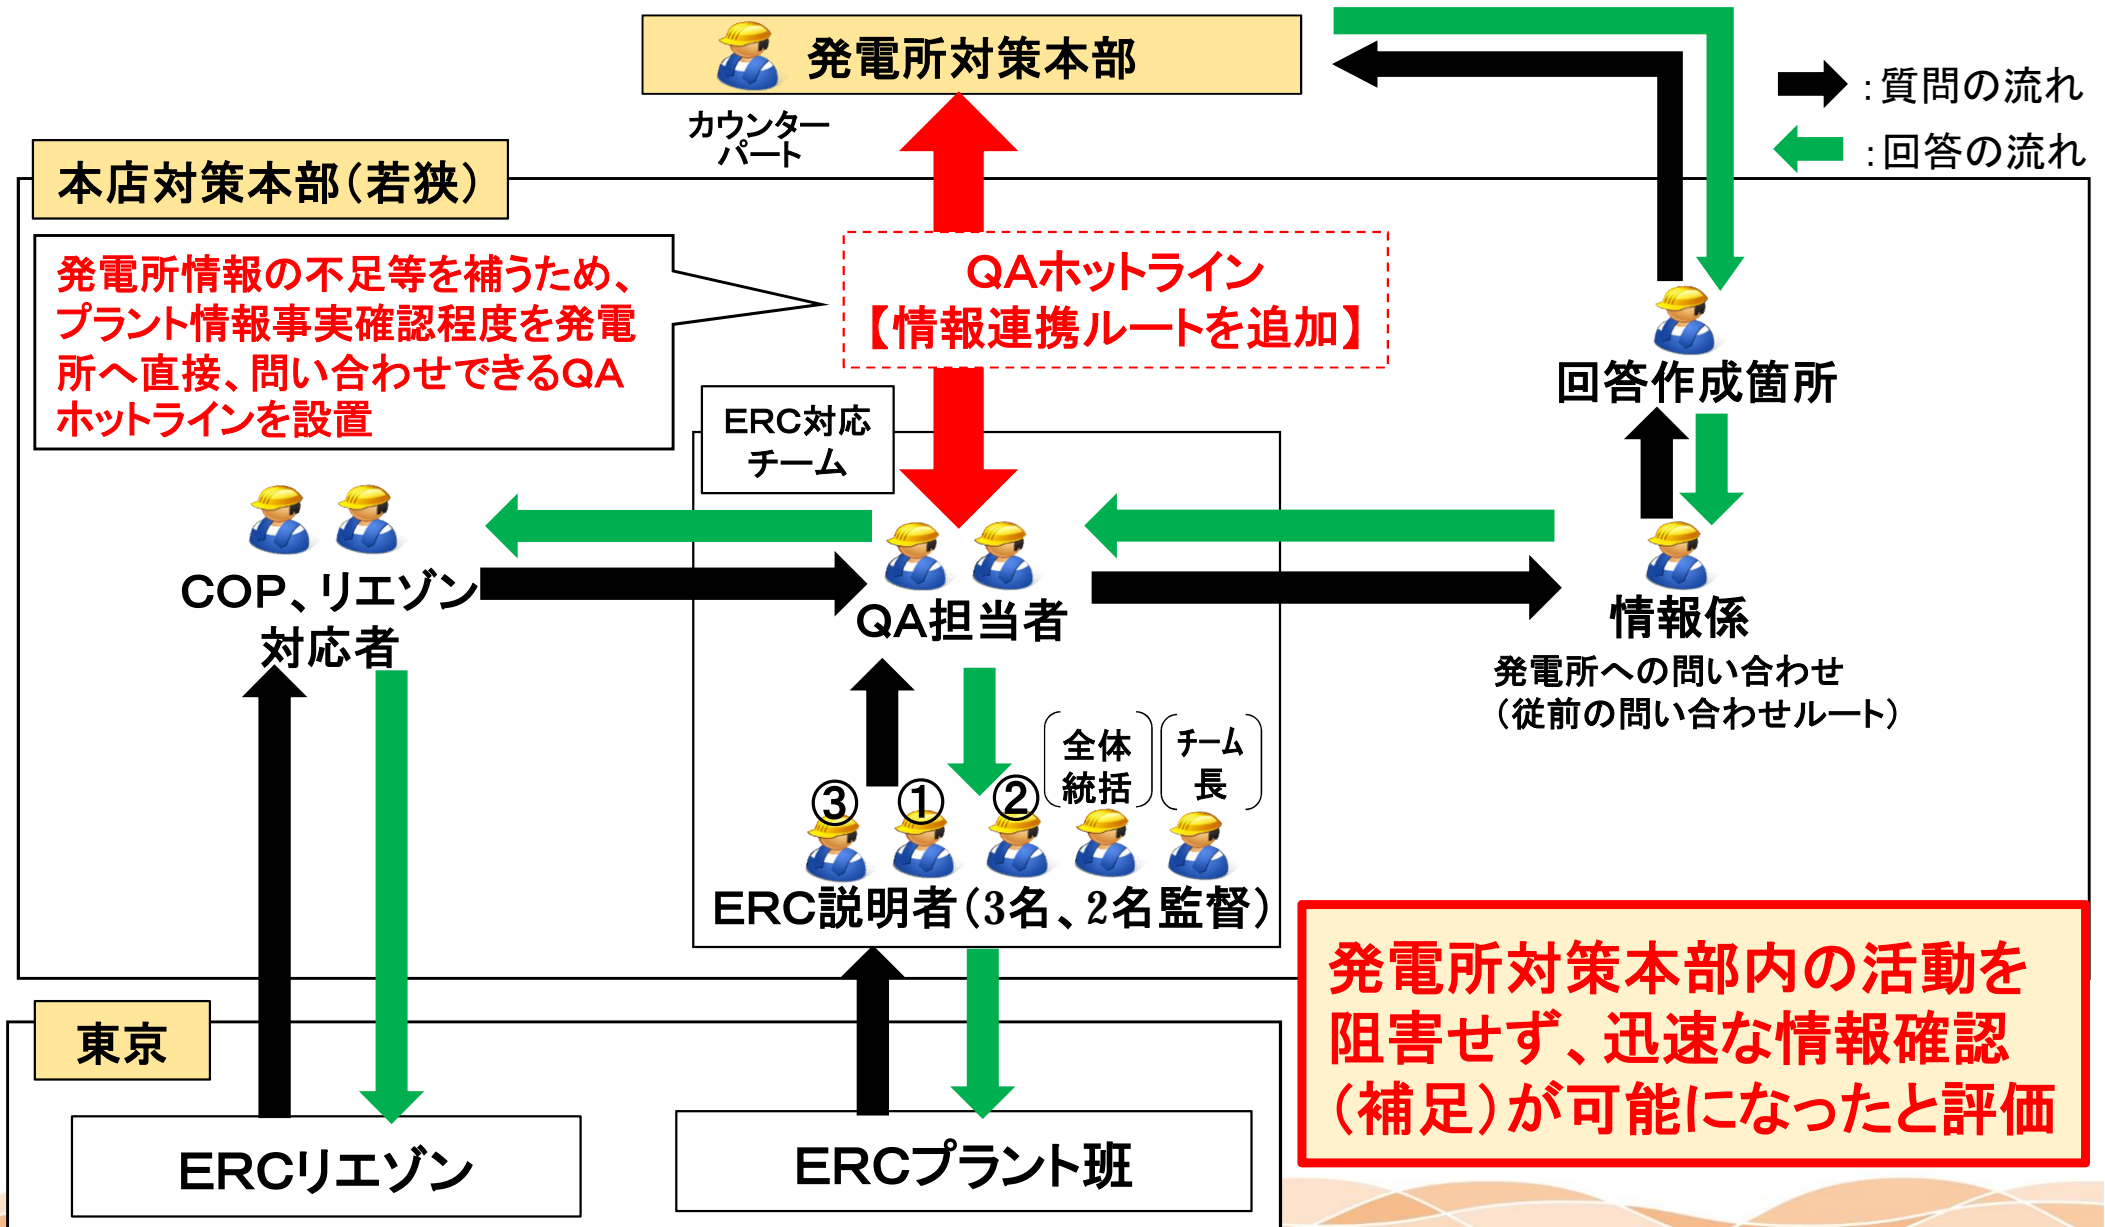 発電所対策本部
カウンター
パート
:質問の流れ
:回答の流れ
本店対策本部(若狭)
発電所情報の不足等を補うため、
プラント情報事実確認程度を発電
所へ直接、問い合わせできるQA
ホットラインを設置
QAホットライン
【情報連携ルートを追加】
回答作成箇所
ERC対応
チーム
COP、リエゾン
対応者
QA担当者
情報係
発電所への問い合わせ
(従前の問い合わせルート)
全体
統括
チーム
長
③
①
②
ERC説明者(3名、2名監督)
発電所対策本部内の活動を
阻害せず、迅速な情報確認
(補足)が可能になったと評価
東京
ERCリエゾン
ERCプラント班